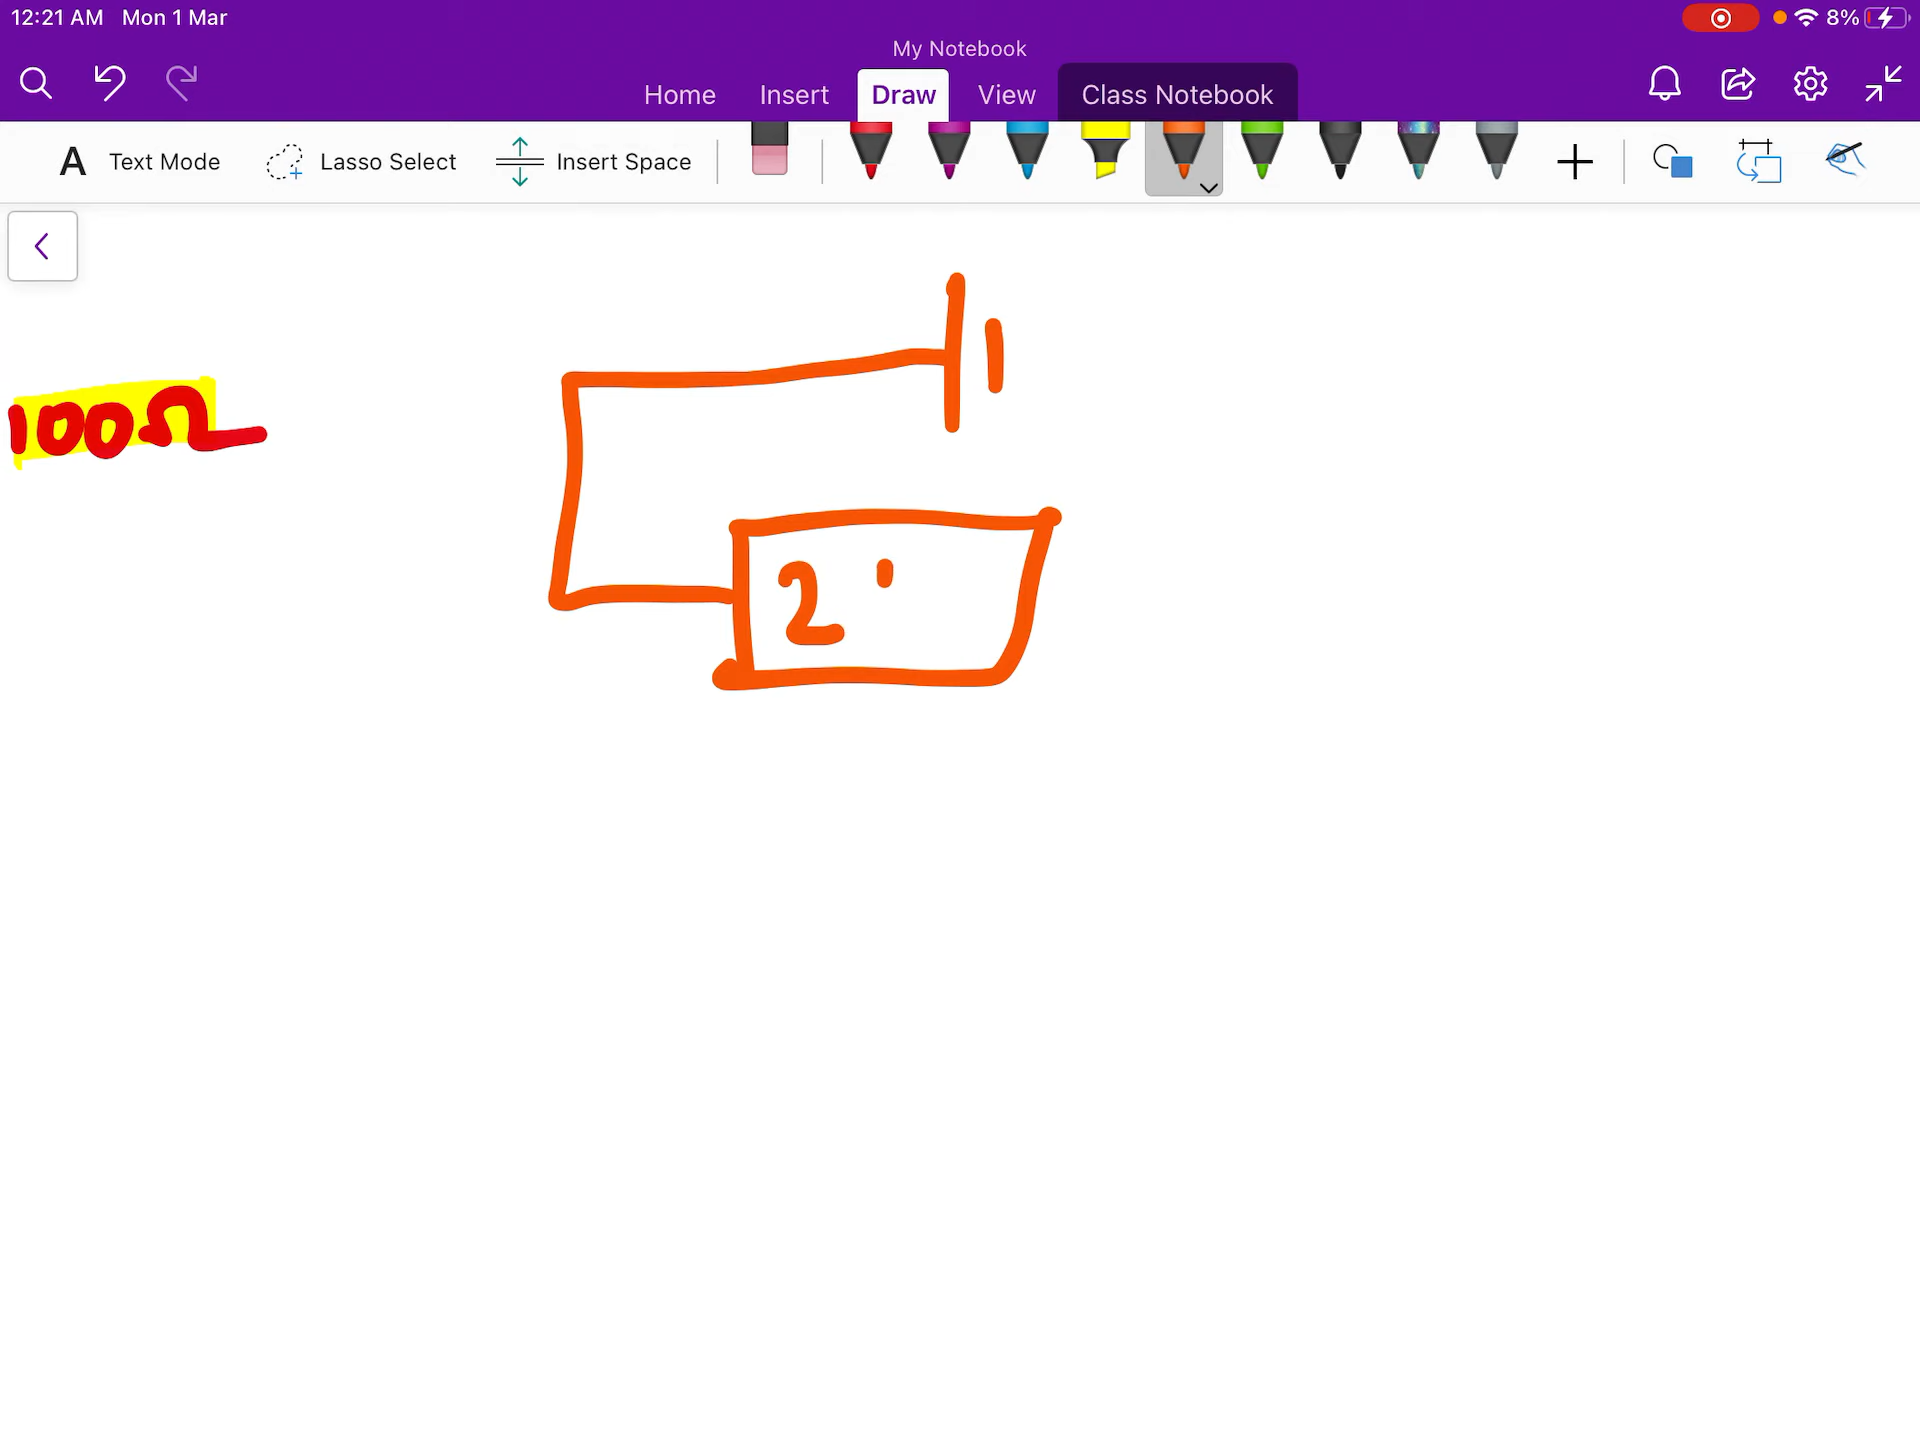 12:21 AM Mon 1 Mar
8%
My Notebook
Home Insert Draw View Class Notebook
A Text Mode Lasso Select Insert Space
100Ω
2 '